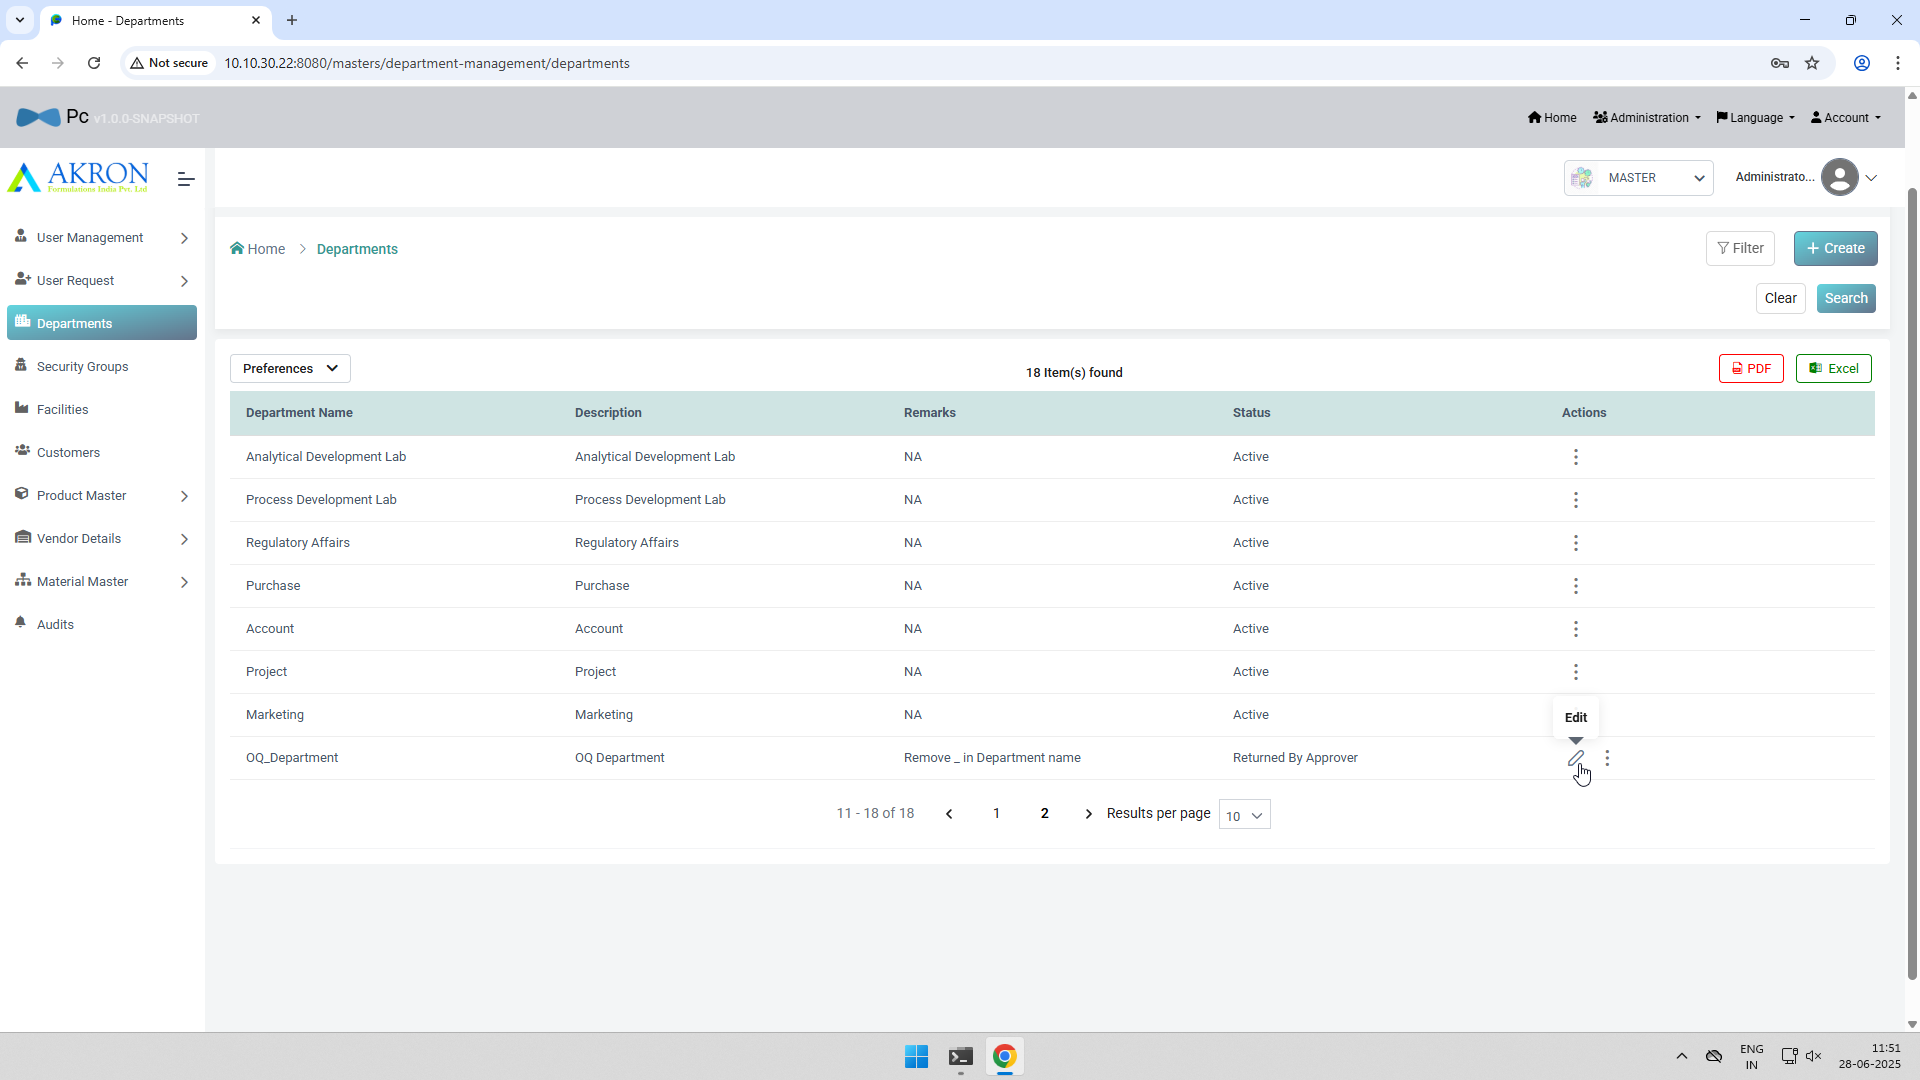 Home - Departments
Not secure
10.10.30.22:8080/masters/department-management/departments
Pc v1.0.0-SNAPSHOT
Home
Administration
Language
Account
AKRON
Formulations India Pvt. Ltd
MASTER
Administrato...
User Management
User Request
Departments
Security Groups
Facilities
Customers
Product Master
Vendor Details
Material Master
Audits
Home > Departments
Filter
+ Create
Clear
Search
Preferences
18 Item(s) found
PDF
Excel
Department Name Description Remarks Status Actions
Analytical Development Lab Analytical Development Lab NA Active
Process Development Lab Process Development Lab NA Active
Regulatory Affairs Regulatory Affairs NA Active
Purchase Purchase NA Active
Account Account NA Active
Project Project NA Active
Marketing Marketing NA Active
Edit
OQ_Department OQ Department Remove _ in Department name Returned By Approver
11 - 18 of 18 1 2 Results per page 10
ENG
IN
11:51
28-06-2025